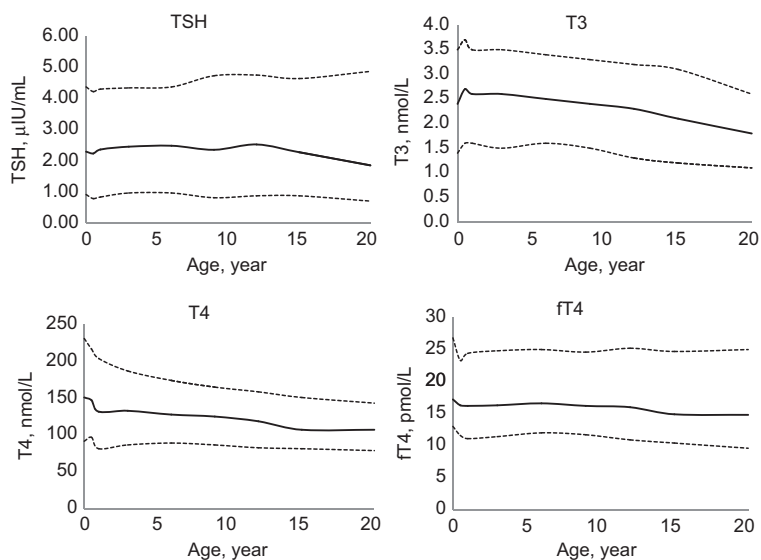 TSH
6.00
5.00
4.00
3.00
2.00
1.00
0.00
TSH, μIU/mL
0 5 10 15 20
Age, year
T3
4.0
3.5
3.0
2.5
2.0
1.5
1.0
0.5
0.0
T3, nmol/L
0 5 10 15 20
Age, year
T4
250
200
150
100
50
0
T4, nmol/L
0 5 10 15 20
Age, year
fT4
30
25
20
15
10
5
0
fT4, pmol/L
0 5 10 15 20
Age, year